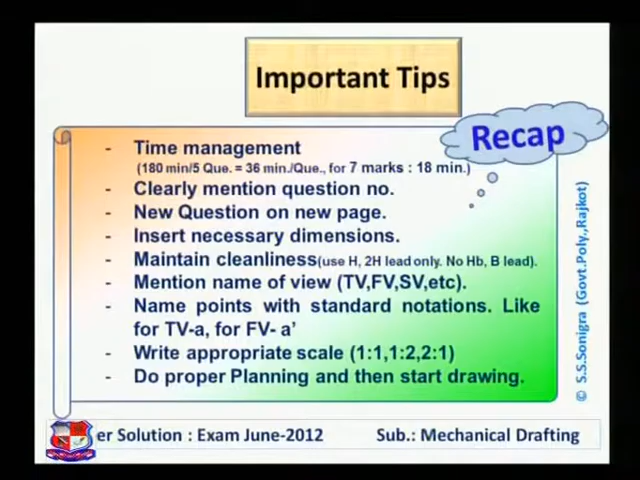 Important Tips
Recap
- Time management
(180 min/5 Que. = 36 min./Que., for 7 marks : 18 min.)
- Clearly mention question no.
- New Question on new page.
- Insert necessary dimensions.
- Maintain cleanliness(use H, 2H lead only. No Hb, B lead).
- Mention name of view (TV,FV,SV,etc).
- Name points with standard notations. Like
for TV-a, for FV- a’
- Write appropriate scale (1:1,1:2,2:1)
- Do proper Planning and then start drawing.
© S.S.Sonigra (Govt.Poly.,Rajkot)
er Solution : Exam June-2012 Sub.: Mechanical Drafting